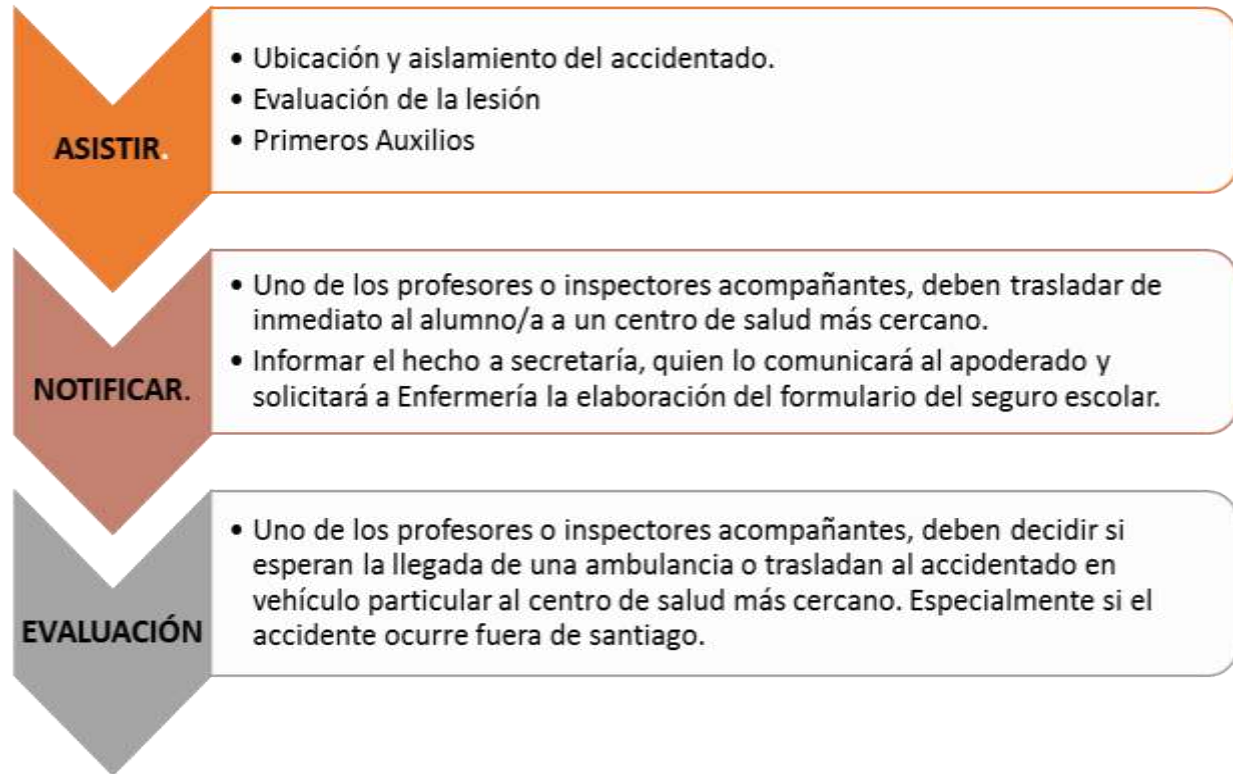 ASISTIR.
• Ubicación y aislamiento del accidentado.
• Evaluación de la lesión
• Primeros Auxilios
NOTIFICAR.
• Uno de los profesores o inspectores acompañantes, deben trasladar de
inmediato al alumno/a a un centro de salud más cercano.
• Informar el hecho a secretaría, quien lo comunicará al apoderado y
solicitará a Enfermería la elaboración del formulario del seguro escolar.
EVALUACIÓN
• Uno de los profesores o inspectores acompañantes, deben decidir si
esperan la llegada de una ambulancia o trasladan al accidentado en
vehículo particular al centro de salud más cercano. Especialmente si el
accidente ocurre fuera de santiago.